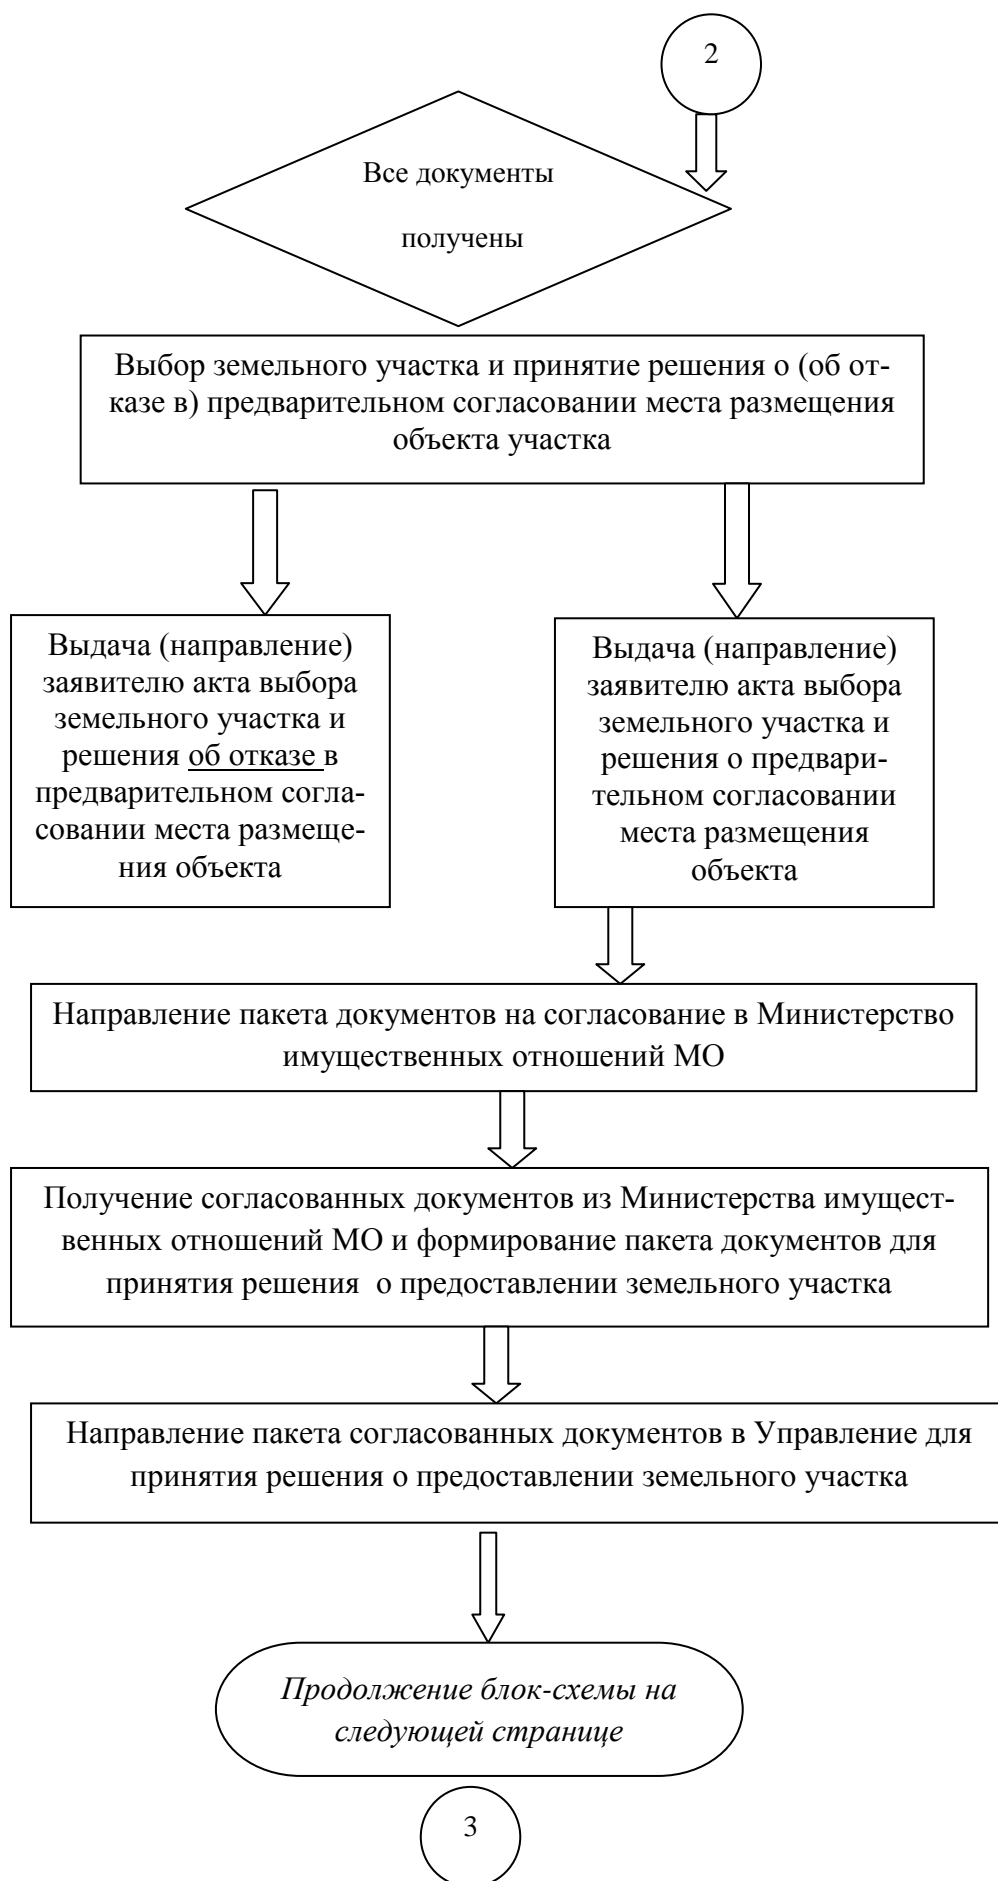 2
Все документы
получены
Выбор земельного участка и принятие решения о (об от-
казе в) предварительном согласовании места размещения
объекта участка
Выдача (направление)
заявителю акта выбора
земельного участка и
решения об отказе в
предварительном согла-
совании места размеще-
ния объекта
Выдача (направление)
заявителю акта выбора
земельного участка и
решения о предвари-
тельном согласовании
места размещения
объекта
Направление пакета документов на согласование в Министерство
имущественных отношений МО
Получение согласованных документов из Министерства имущест-
венных отношений МО и формирование пакета документов для
принятия решения  о предоставлении земельного участка
Направление пакета согласованных документов в Управление для
принятия решения о предоставлении земельного участка
Продолжение блок-схемы на
следующей странице
3